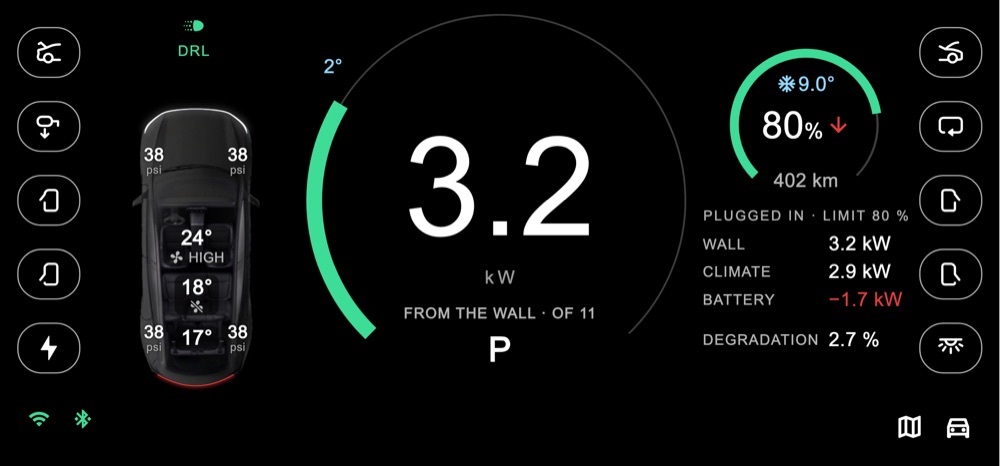 DRL
38
psi
38
psi
24°
HIGH
18°
17°
38
psi
38
psi
2°
3.2
kW
FROM THE WALL · OF 11
P
9.0°
80%
402 km
PLUGGED IN · LIMIT 80 %
WALL 3.2 kW
CLIMATE 2.9 kW
BATTERY −1.7 kW
DEGRADATION 2.7 %